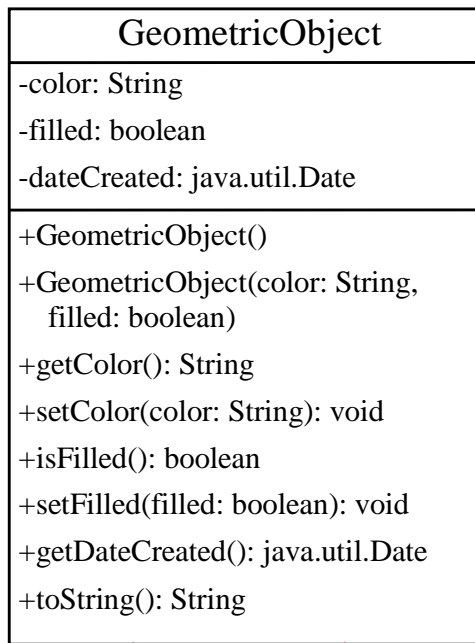 GeometricObject
-color: String
-filled: boolean
-dateCreated: java.util.Date
+GeometricObject()
+GeometricObject(color: String,
filled: boolean)
+getColor(): String
+setColor(color: String): void
+isFilled(): boolean
+setFilled(filled: boolean): void
+getDateCreated(): java.util.Date
+toString(): String